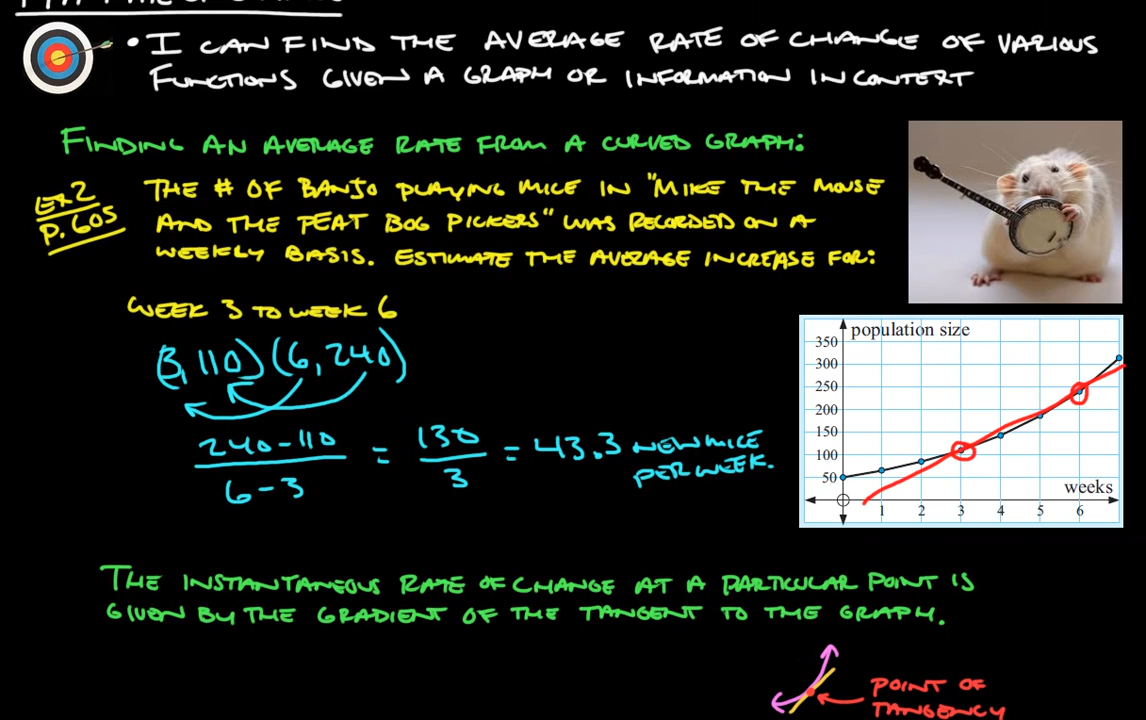 • I CAN FIND THE AVERAGE RATE OF CHANGE OF VARIOUS
FUNCTIONS GIVEN A GRAPH OR INFORMATION IN CONTEXT
FINDING AN AVERAGE RATE FROM A CURVED GRAPH:
EX 2
P. 605
THE # OF BANJO PLAYING MICE IN "MIKE THE MOUSE
AND THE PEAT BOG PICKERS" WAS RECORDED ON A
WEEKLY BASIS. ESTIMATE THE AVERAGE INCREASE FOR:
WEEK 3 TO WEEK 6
(3, 110) (6, 240)
240 - 110 / 6 - 3 = 130 / 3 = 43.3 NEW MICE
PER WEEK.
population size
350
300
250
200
150
100
50
weeks
1 2 3 4 5 6
THE INSTANTANEOUS RATE OF CHANGE AT A PARTICULAR POINT IS
GIVEN BY THE GRADIENT OF THE TANGENT TO THE GRAPH.
POINT OF
TANGENCY